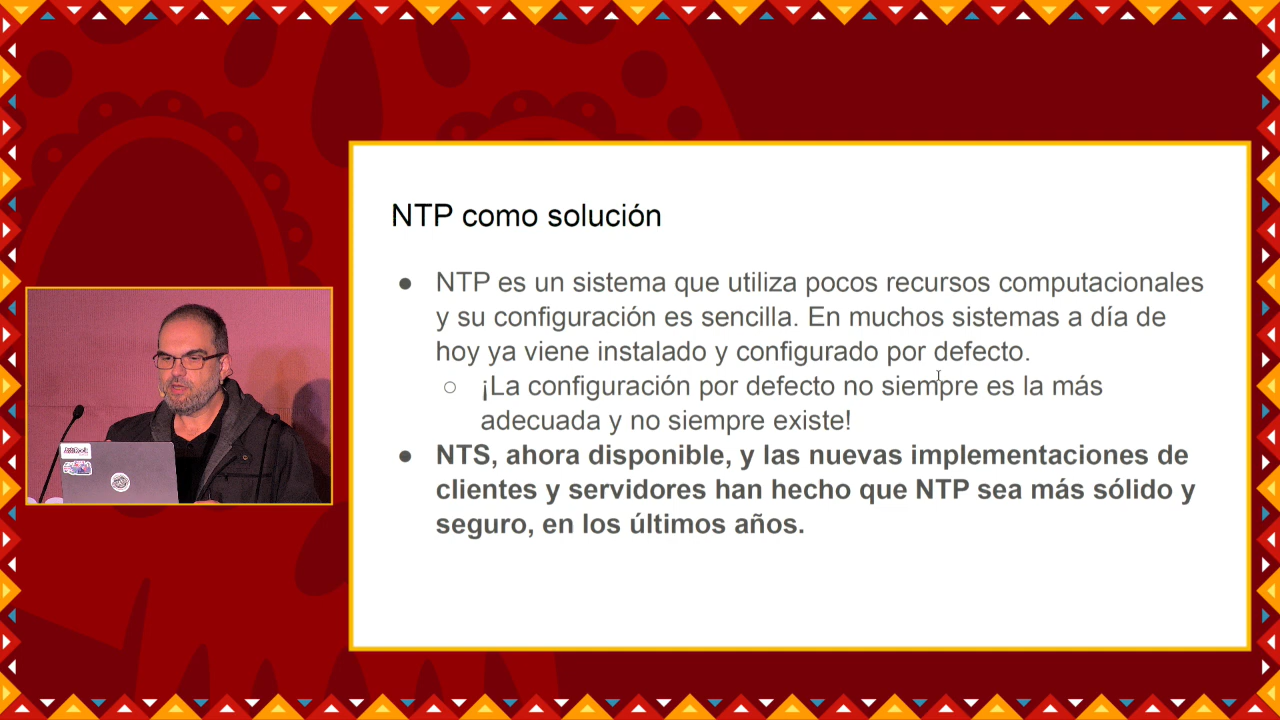 NTP como solución
● NTP es un sistema que utiliza pocos recursos computacionales
y su configuración es sencilla. En muchos sistemas a día de
hoy ya viene instalado y configurado por defecto.
○ ¡La configuración por defecto no siempre es la más
adecuada y no siempre existe!
● NTS, ahora disponible, y las nuevas implementaciones de
clientes y servidores han hecho que NTP sea más sólido y
seguro, en los últimos años.